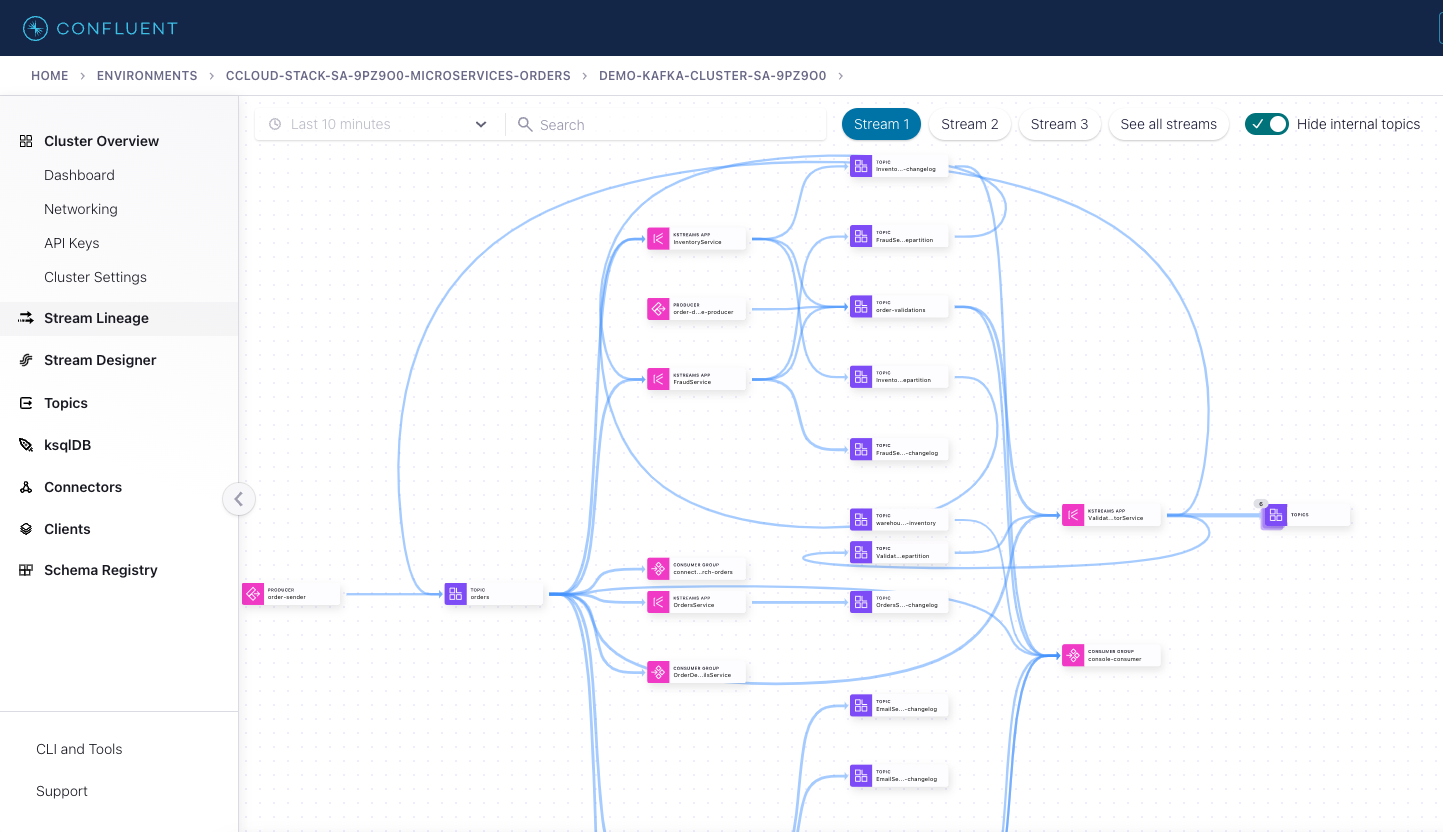 CONFLUENT
HOME > ENVIRONMENTS > CCLOUD-STACK-SA-9PZ9O0-MICROSERVICES-ORDERS > DEMO-KAFKA-CLUSTER-SA-9PZ9O0 >
Cluster Overview
Dashboard
Networking
API Keys
Cluster Settings
Stream Lineage
Stream Designer
Topics
ksqlDB
Connectors
Clients
Schema Registry
CLI and Tools
Support
Last 10 minutes
Search
Stream 1
Stream 2
Stream 3
See all streams
Hide internal topics
PRODUCER
order-sender
TOPIC
orders
KSTREAMS APP
InventoryService
PRODUCER
order-d...e-producer
KSTREAMS APP
FraudService
CONSUMER GROUP
connect...rch-orders
KSTREAMS APP
OrdersService
CONSUMER GROUP
OrderDe...ilsService
TOPIC
Invento...-changelog
TOPIC
FraudSe...epartition
TOPIC
order-validations
TOPIC
Invento...epartition
TOPIC
FraudSe...-changelog
TOPIC
warehou...-inventory
TOPIC
Validat...epartition
TOPIC
OrdersS...-changelog
TOPIC
EmailSe...-changelog
TOPIC
EmailSe...-changelog
KSTREAMS APP
Validat...torService
CONSUMER GROUP
console-consumer
6
TOPICS